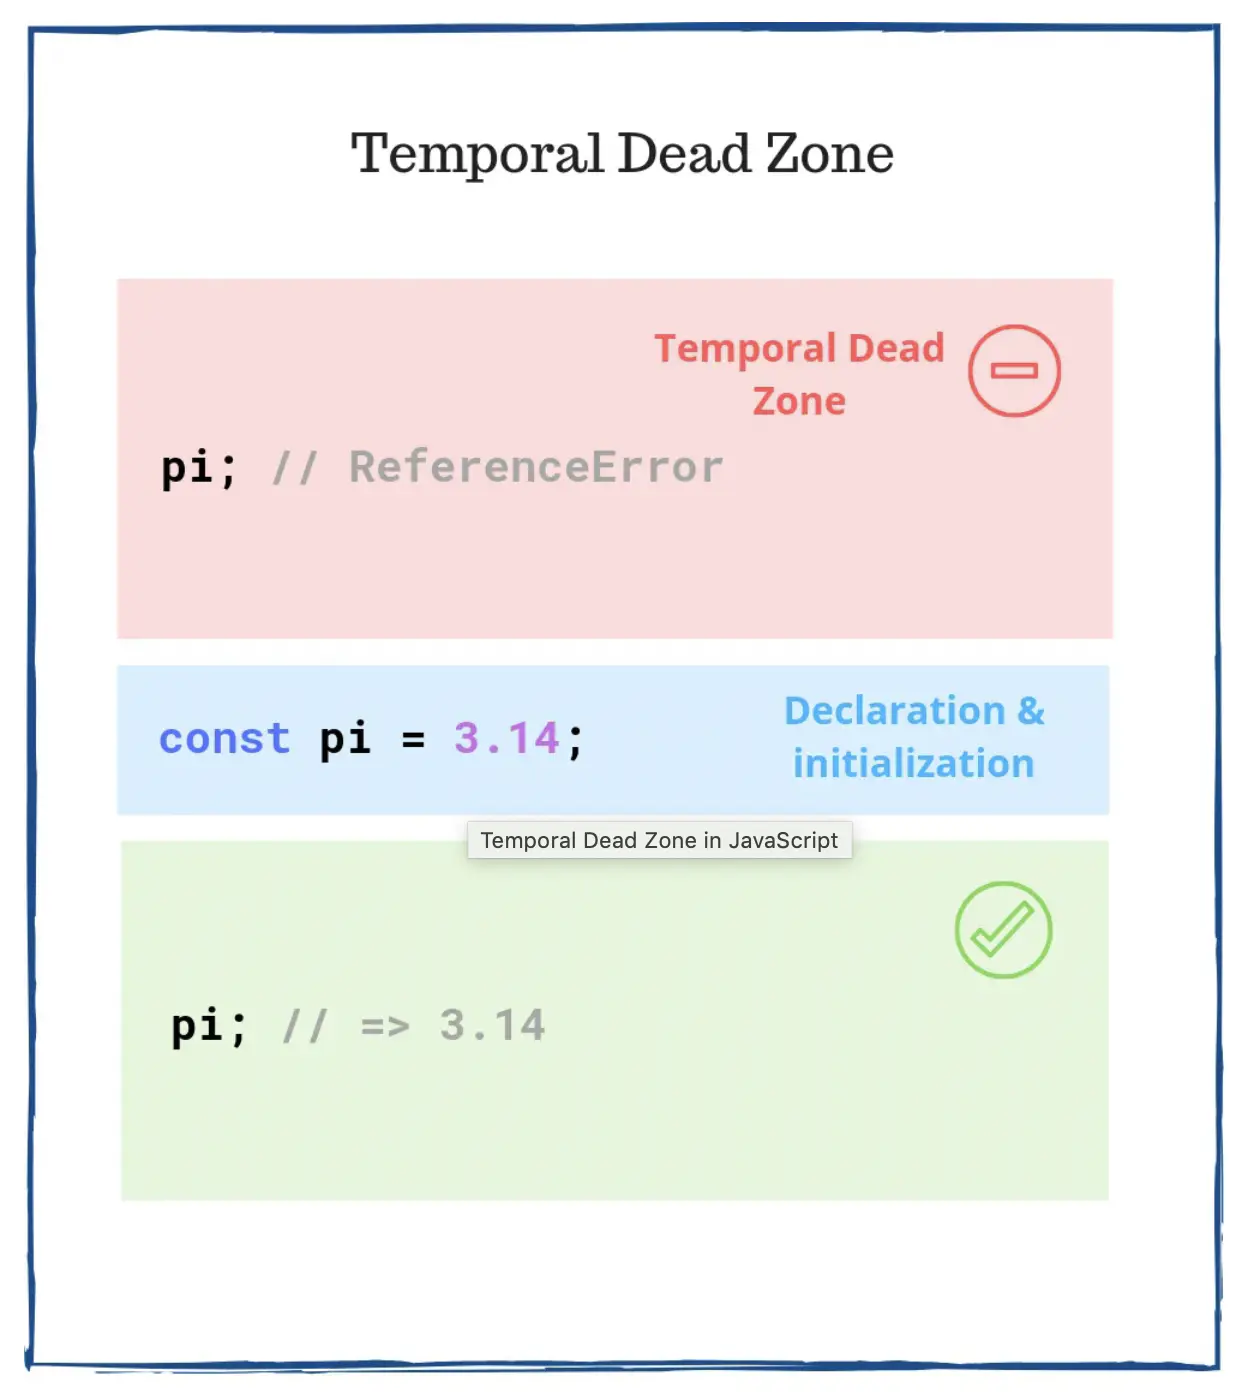 Temporal Dead Zone
Temporal Dead
Zone
pi; // ReferenceError
const pi = 3.14;
Declaration &
initialization
Temporal Dead Zone in JavaScript
pi; // => 3.14